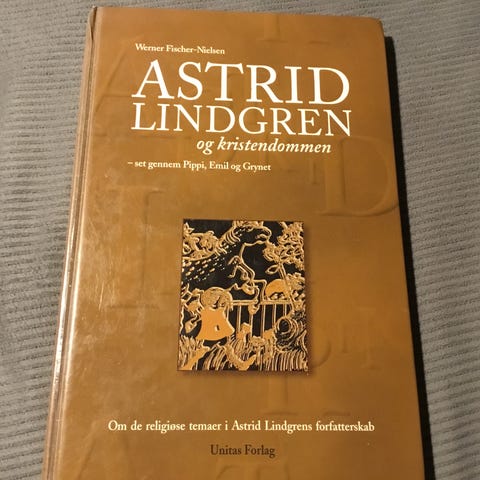 Werner Fischer-Nielsen
ASTRID
LINDGREN
og kristendommen
– set gennem Pippi, Emil og Grynet
Om de religiøse temaer i Astrid Lindgrens forfatterskab
Unitas Forlag